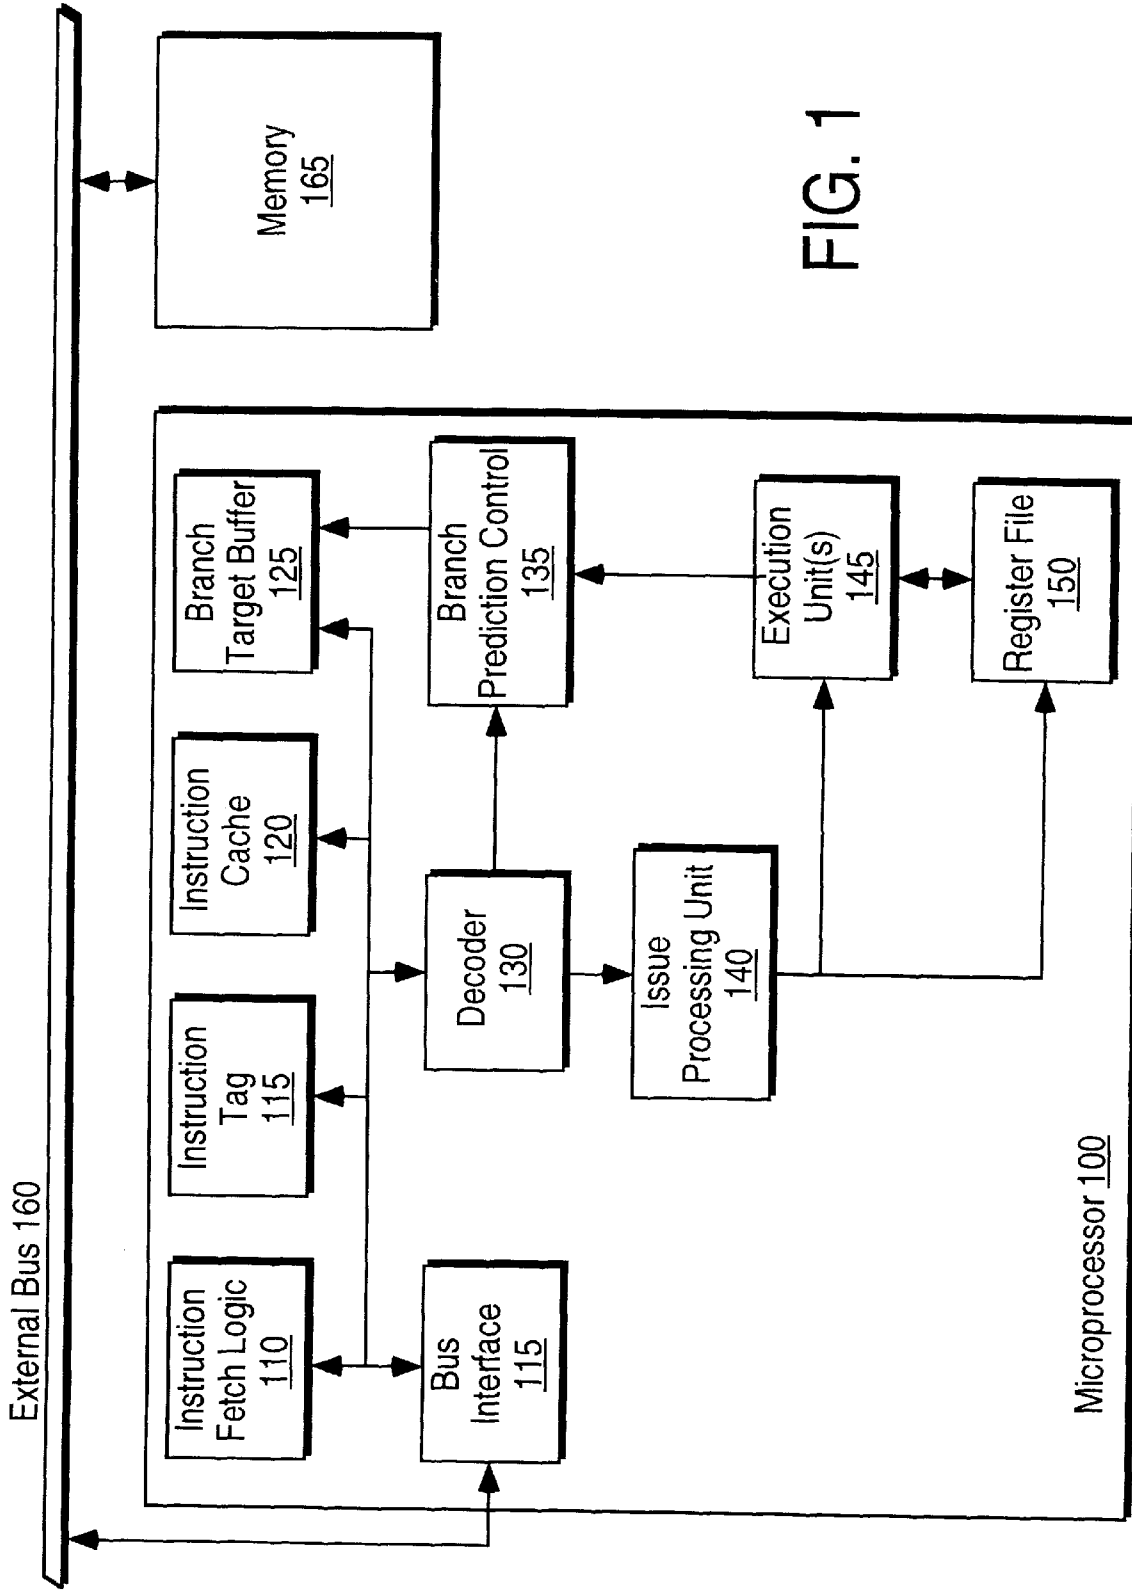 External Bus 160
Instruction
Fetch Logic
110
Instruction
Tag
115
Instruction
Cache
120
Branch
Target Buffer
125
Memory
165
Bus
Interface
115
Decoder
130
Branch
Prediction Control
135
Issue
Processing Unit
140
Execution
Unit(s)
145
Register File
150
Microprocessor 100
FIG. 1